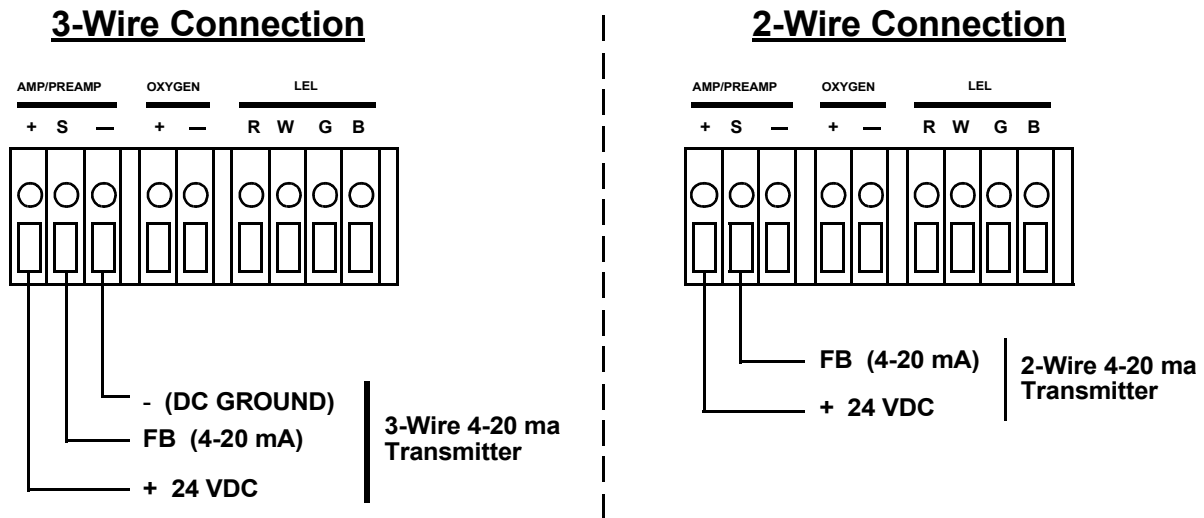 3-Wire Connection
AMP/PREAMP OXYGEN LEL
+ S — + — R W G B
- (DC GROUND)
FB (4-20 mA)
+ 24 VDC
3-Wire 4-20 ma
Transmitter
2-Wire Connection
AMP/PREAMP OXYGEN LEL
+ S — + — R W G B
FB (4-20 mA)
+ 24 VDC
2-Wire 4-20 ma
Transmitter